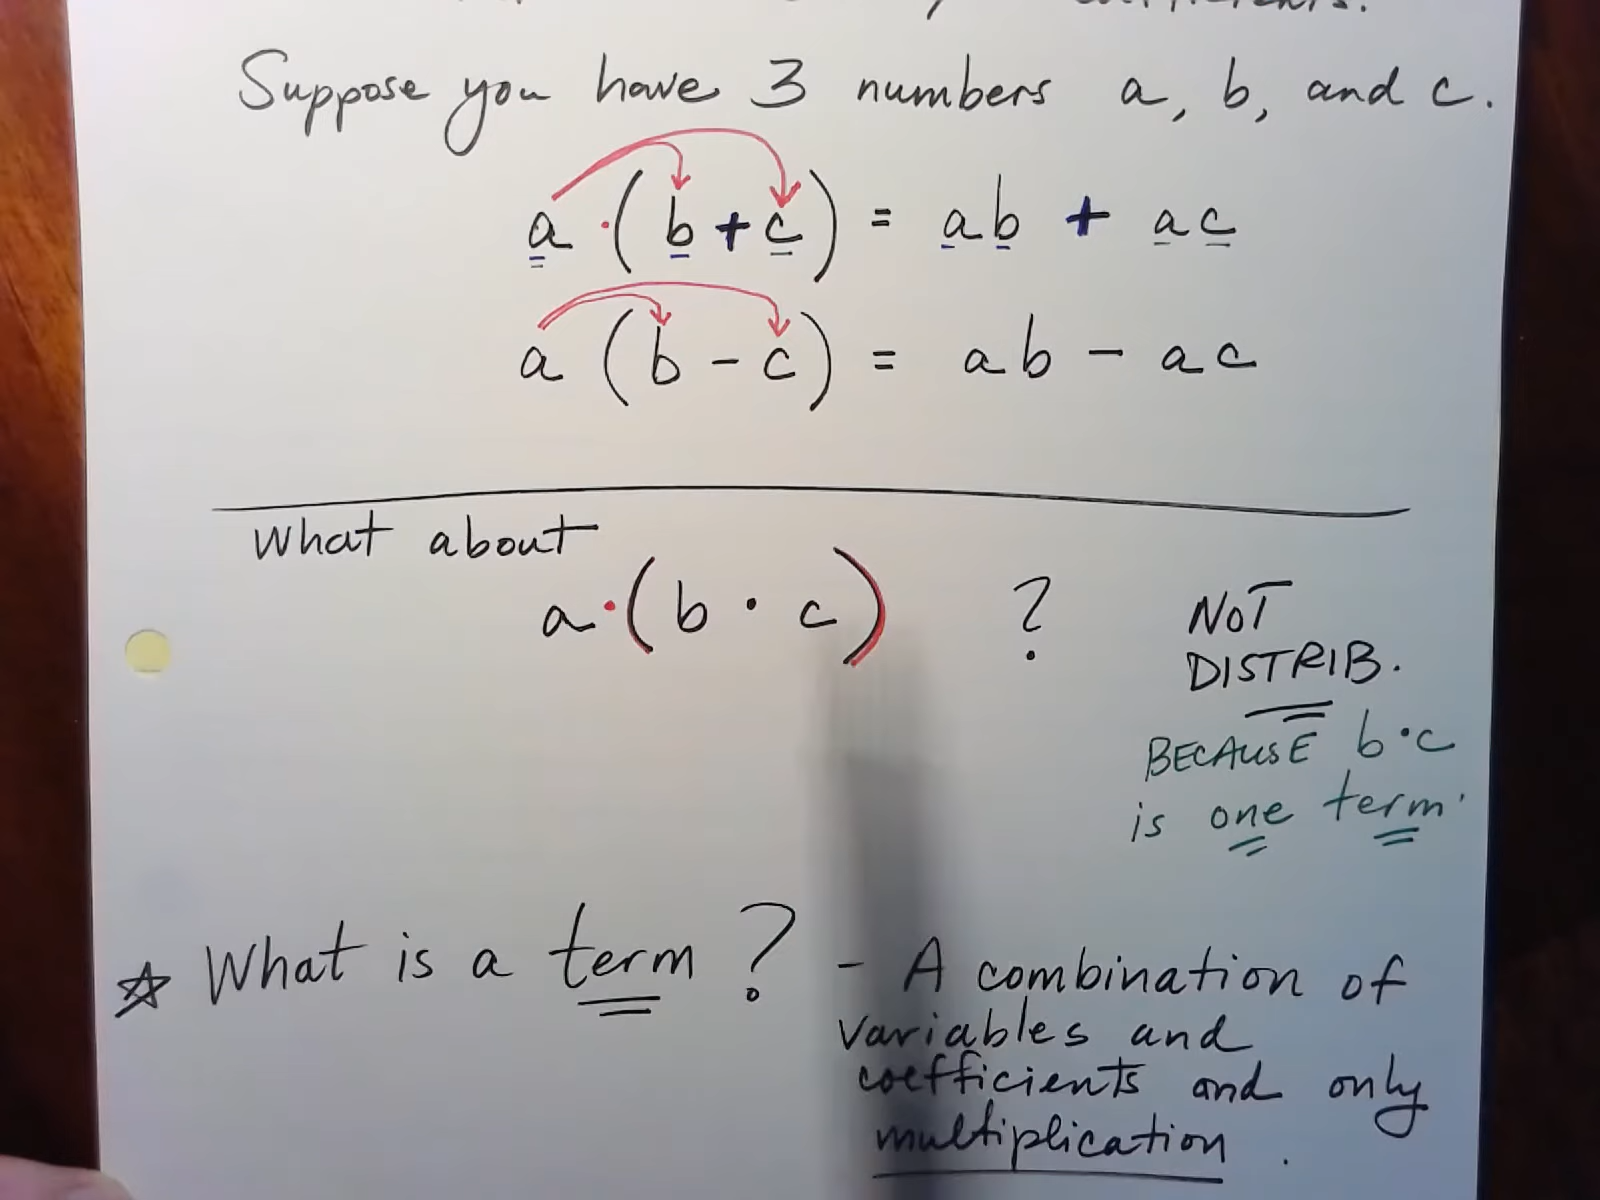 coefficients.
Suppose you have 3 numbers a, b, and c.
a · (b + c) = ab + ac
a (b - c) = ab - ac
What about
a · (b · c) ?
NOT
DISTRIB.
BECAUSE b·c
is one term.
☆ What is a term? - A combination of
variables and
coefficients and only
multiplication.